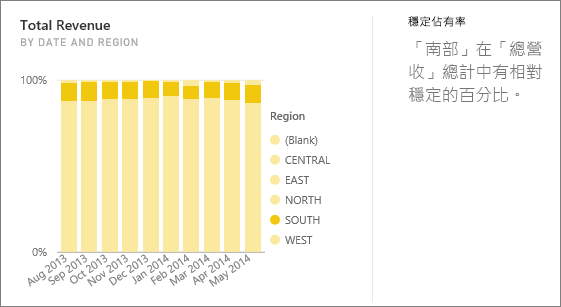 Total Revenue
BY DATE AND REGION
100%
0%
Aug 2013
Sep 2013
Oct 2013
Nov 2013
Dec 2013
Jan 2014
Feb 2014
Mar 2014
Apr 2014
May 2014
Region
(Blank)
CENTRAL
EAST
NORTH
SOUTH
WEST
穩定佔有率
「南部」在「總營
收」總計中有相對
穩定的百分比。